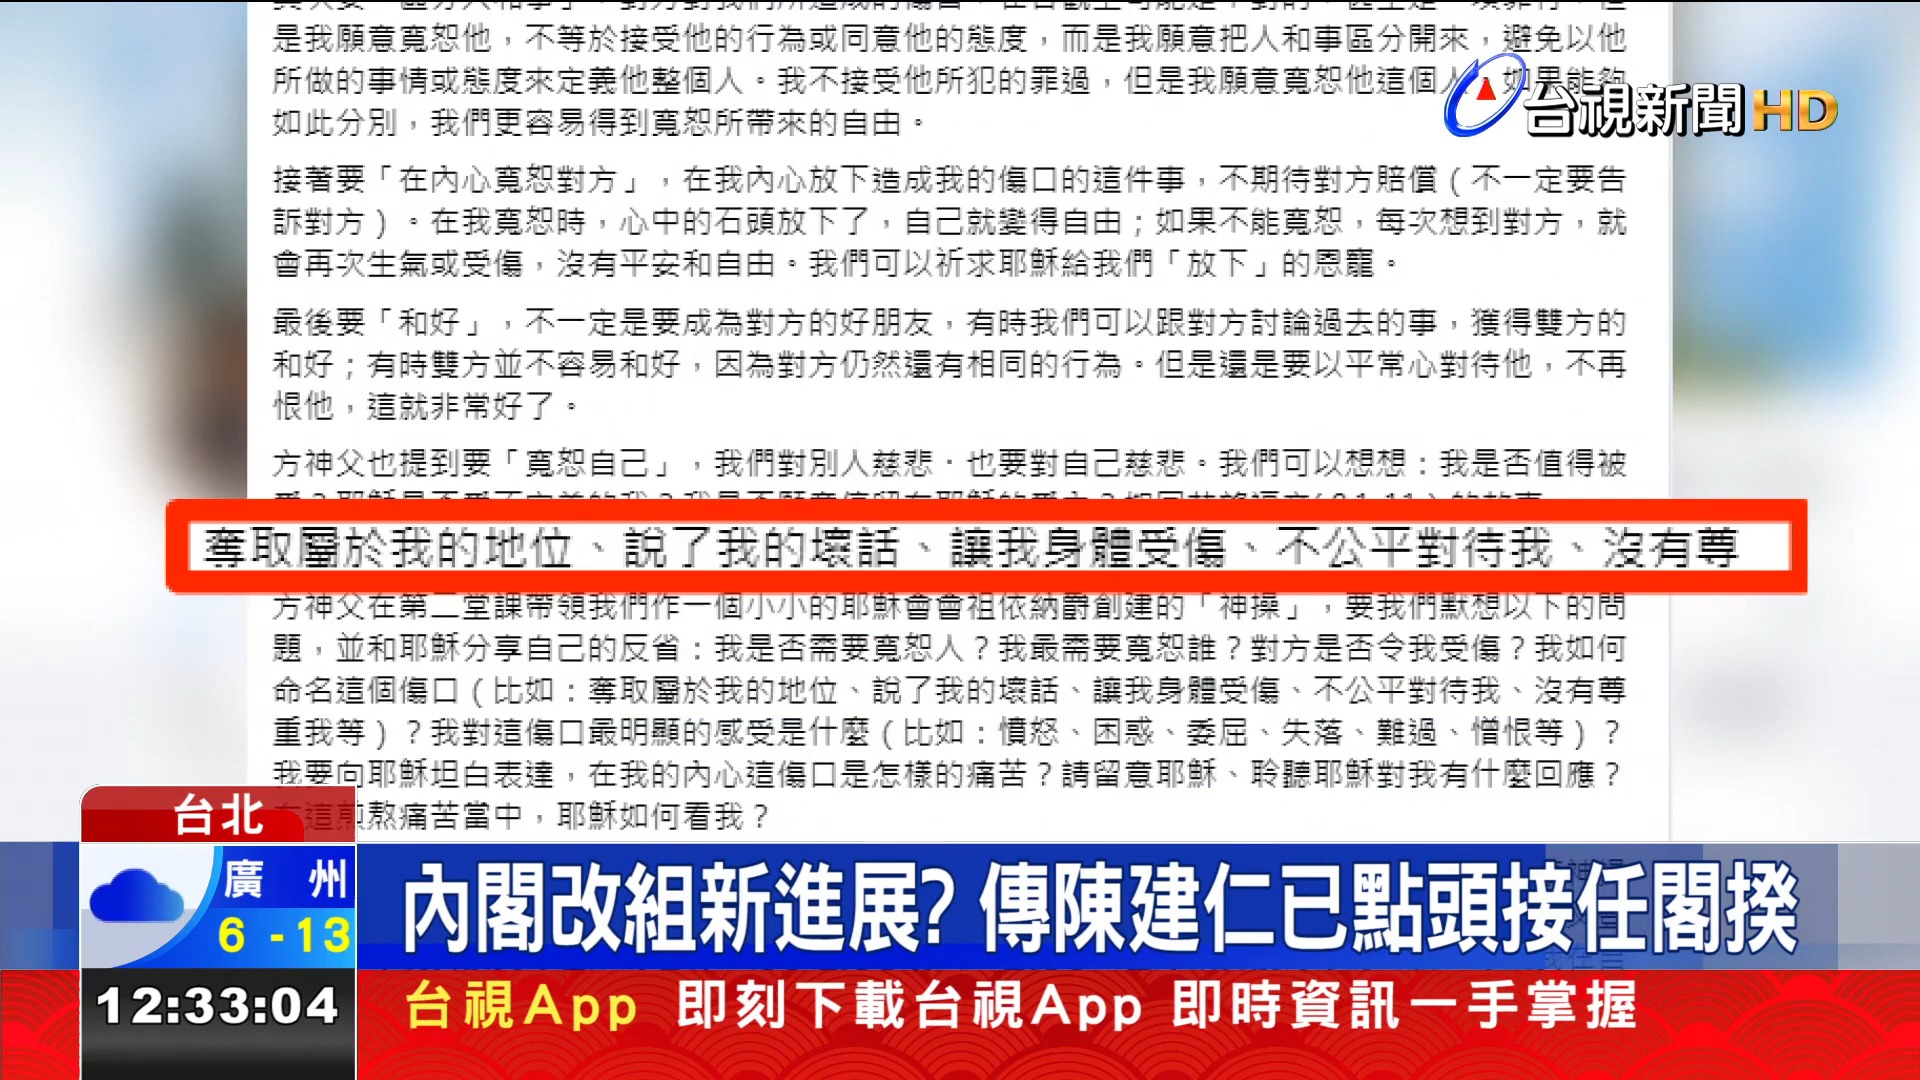 是我願意寬恕他，不等於接受他的行為或同意他的態度，而是我願意把人和事區分開來，避免以他
所做的事情或態度來定義他整個人。我不接受他所犯的罪過，但是我願意寬恕他這個人，如果能夠
如此分別，我們更容易得到寬恕所帶來的自由。
台視新聞HD
接著要「在內心寬恕對方」，在我內心放下造成我的傷口的這件事，不期待對方賠償（不一定要告
訴對方）。在我寬恕時，心中的石頭放下了，自己就變得自由；如果不能寬恕，每次想到對方，就
會再次生氣或受傷，沒有平安和自由。我們可以祈求耶穌給我們「放下」的恩寵。
最後要「和好」，不一定是要成為對方的好朋友，有時我們可以跟對方討論過去的事，獲得雙方的
和好；有時雙方並不容易和好，因為對方仍然還有相同的行為。但是還是要以平常心對待他，不再
恨他，這就非常好了。
方神父也提到要「寬恕自己」，我們對別人慈悲．也要對自己慈悲。我們可以想想：我是否值得被
奪取屬於我的地位、說了我的壞話、讓我身體受傷、不公平對待我、沒有尊
方神父在第二堂課帶領我們作一個小小的耶穌會會祖依納爵創建的「神操」，要我們默想以下的問
題，並和耶穌分享自己的反省：我是否需要寬恕人？我最需要寬恕誰？對方是否令我受傷？我如何
命名這個傷口（比如：奪取屬於我的地位、說了我的壞話、讓我身體受傷、不公平對待我、沒有尊
重我等）？我對這傷口最明顯的感受是什麼（比如：憤怒、困惑、委屈、失落、難過、憎恨等）？
我要向耶穌坦白表達，在我的內心這傷口是怎樣的痛苦？請留意耶穌、聆聽耶穌對我有什麼回應？
在這煎熬痛苦當中，耶穌如何看我？
台北
廣 州
6 -13
內閣改組新進展? 傳陳建仁已點頭接任閣揆
12:33:04
台視App 即刻下載台視App 即時資訊一手掌握